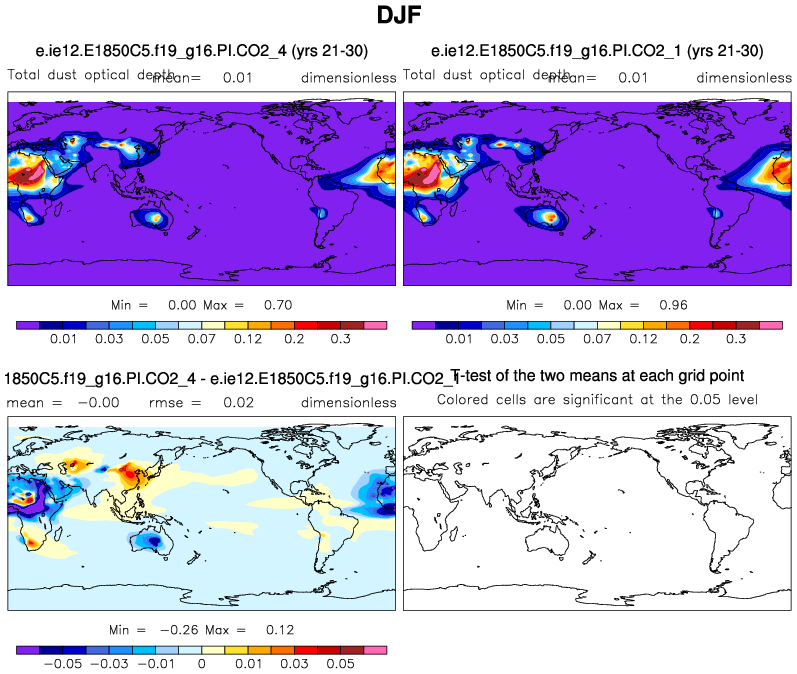 DJF
e.ie12.E1850C5.f19_g16.PI.CO2_4 (yrs 21-30)
e.ie12.E1850C5.f19_g16.PI.CO2_1 (yrs 21-30)
Total dust optical depth mean= 0.01 dimensionless
Total dust optical depth mean= 0.01 dimensionless
Min = 0.00 Max = 0.70
Min = 0.00 Max = 0.96
0.01 0.03 0.05 0.07 0.12 0.2 0.3
0.01 0.03 0.05 0.07 0.12 0.2 0.3
1850C5.f19_g16.PI.CO2_4 - e.ie12.E1850C5.f19_g16.PI.CO2_1
T-test of the two means at each grid point
mean = -0.00 rmse = 0.02 dimensionless
Colored cells are significant at the 0.05 level
Min = -0.26 Max = 0.12
-0.05 -0.03 -0.01 0 0.01 0.03 0.05